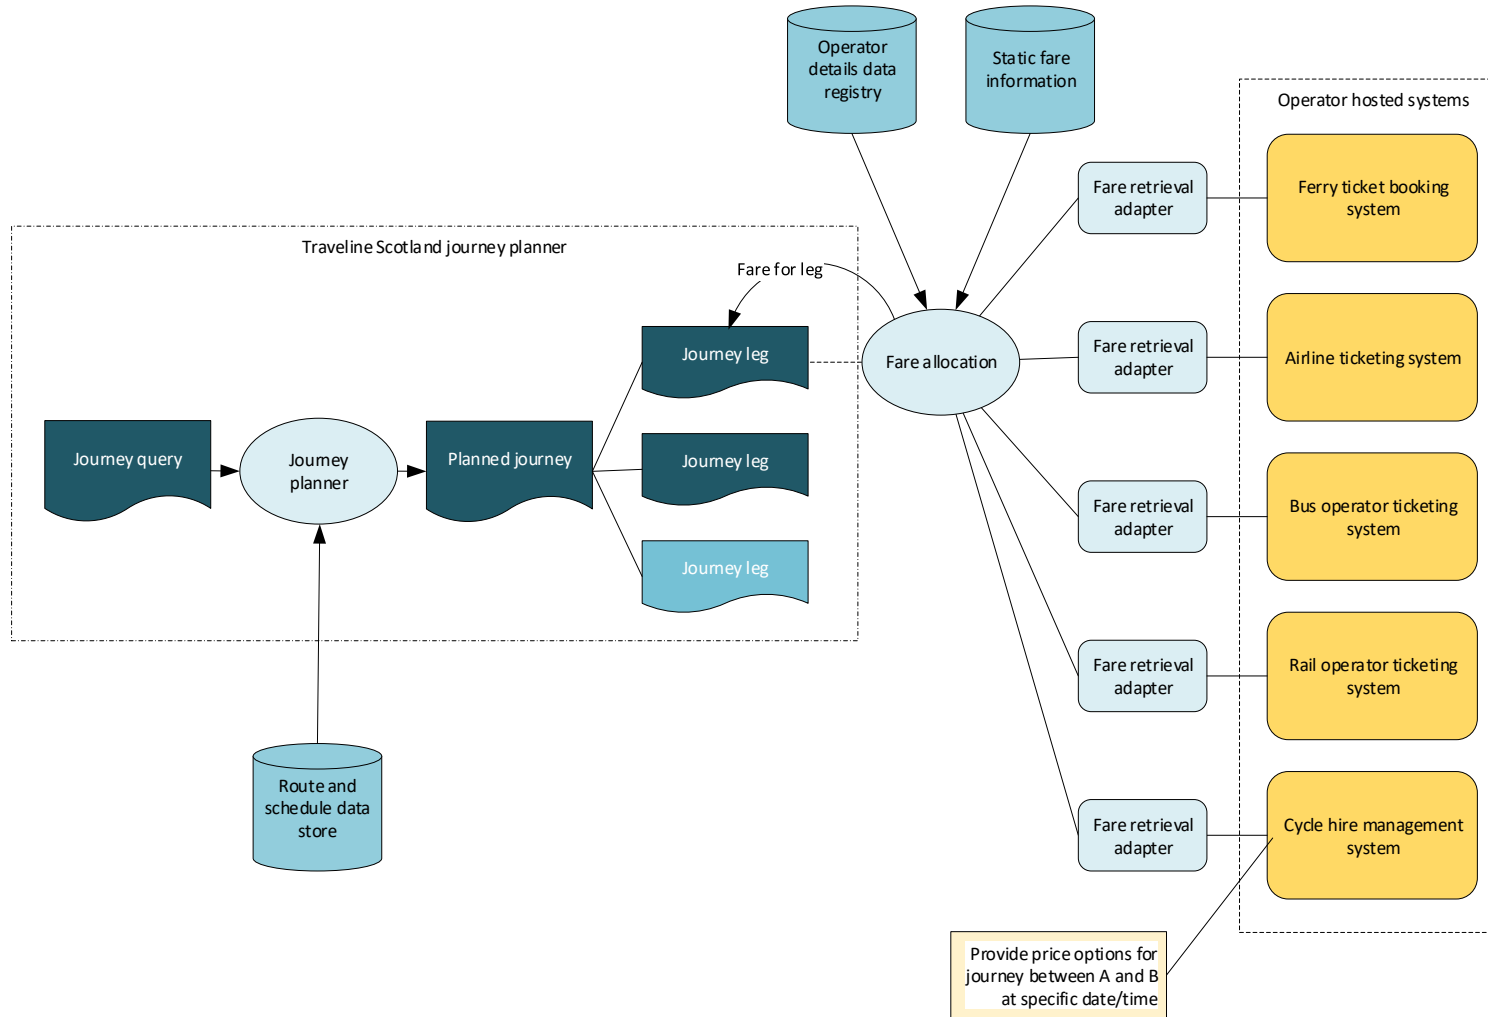 Operator
details data
registry
Static fare
information
Operator hosted systems
Fare retrieval
adapter
Ferry ticket booking
system
Traveline Scotland journey planner
Fare for leg
Journey leg
Fare allocation
Fare retrieval
adapter
Airline ticketing system
Journey query
Journey
planner
Planned journey
Journey leg
Fare retrieval
adapter
Bus operator ticketing
system
Journey leg
Fare retrieval
adapter
Rail operator ticketing
system
Route and
schedule data
store
Fare retrieval
adapter
Cycle hire management
system
Provide price options for
journey between A and B
at specific date/time